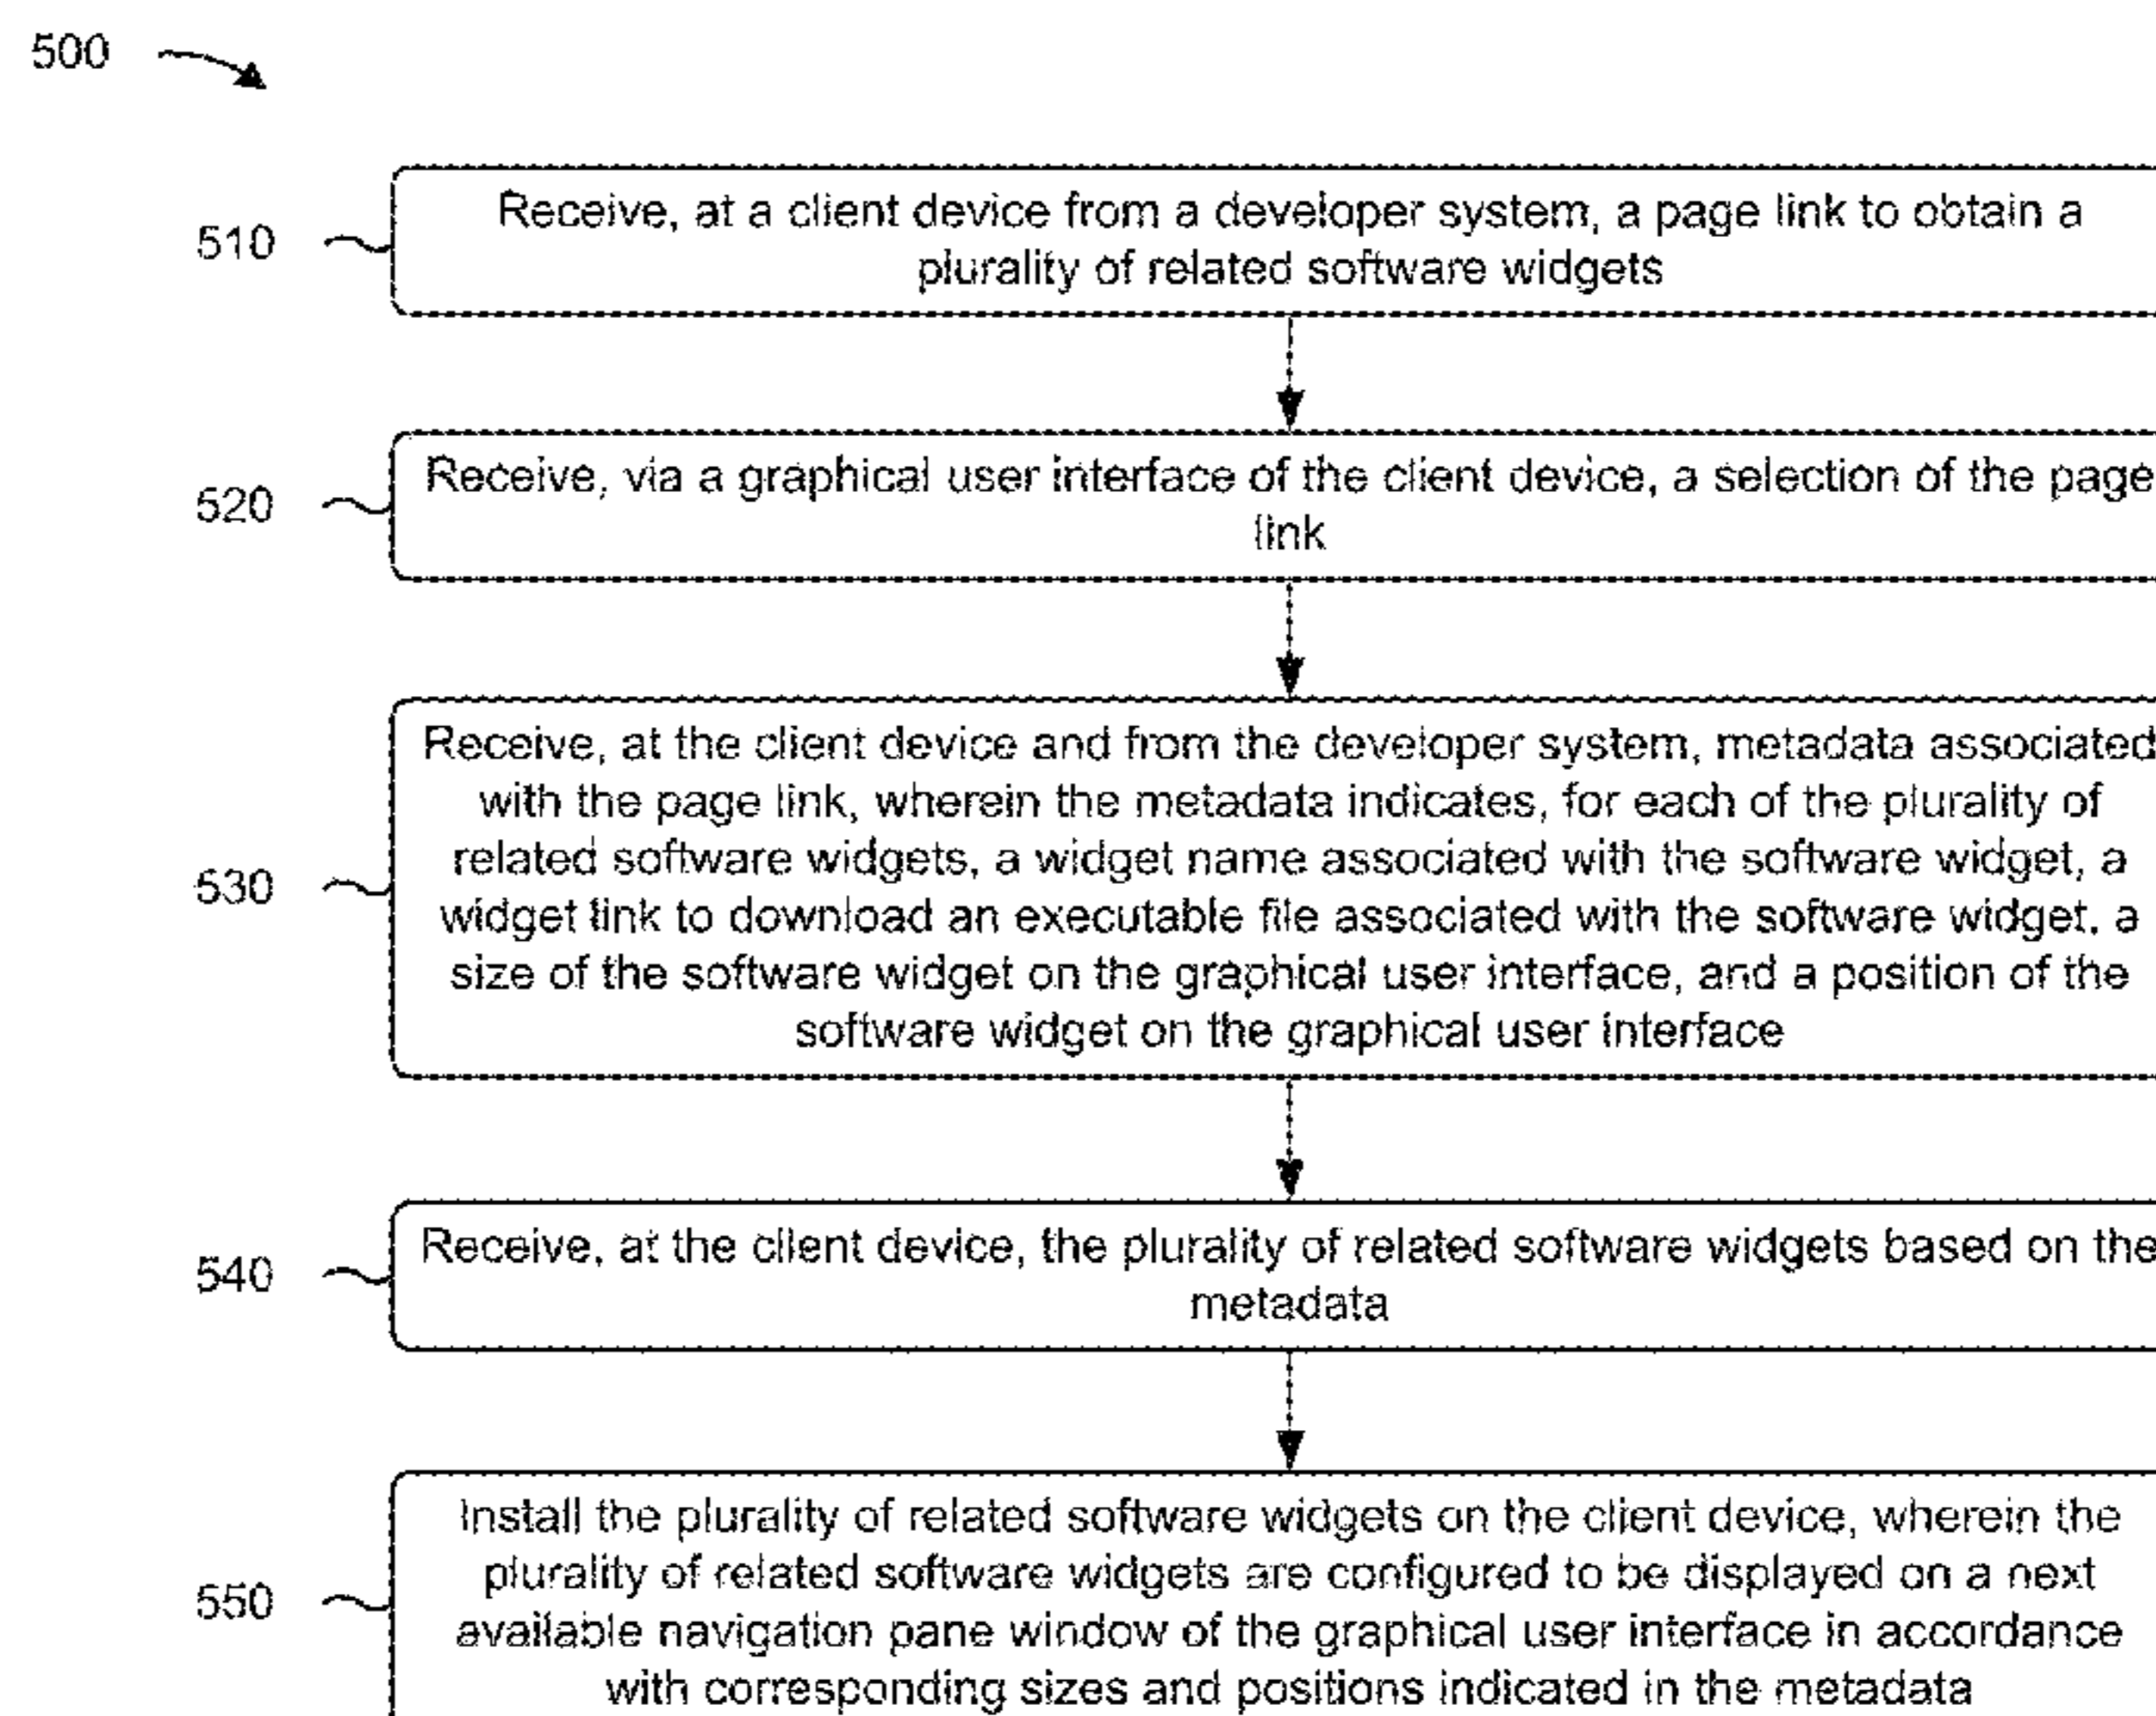 500
510
Receive, at a client device from a developer system, a page link to obtain a
plurality of related software widgets
520
Receive, via a graphical user interface of the client device, a selection of the page
link
530
Receive, at the client device and from the developer system, metadata associated
with the page link, wherein the metadata indicates, for each of the plurality of
related software widgets, a widget name associated with the software widget, a
widget link to download an executable file associated with the software widget, a
size of the software widget on the graphical user interface, and a position of the
software widget on the graphical user interface
540
Receive, at the client device, the plurality of related software widgets based on the
metadata
550
Install the plurality of related software widgets on the client device, wherein the
plurality of related software widgets are configured to be displayed on a next
available navigation pane window of the graphical user interface in accordance
with corresponding sizes and positions indicated in the metadata